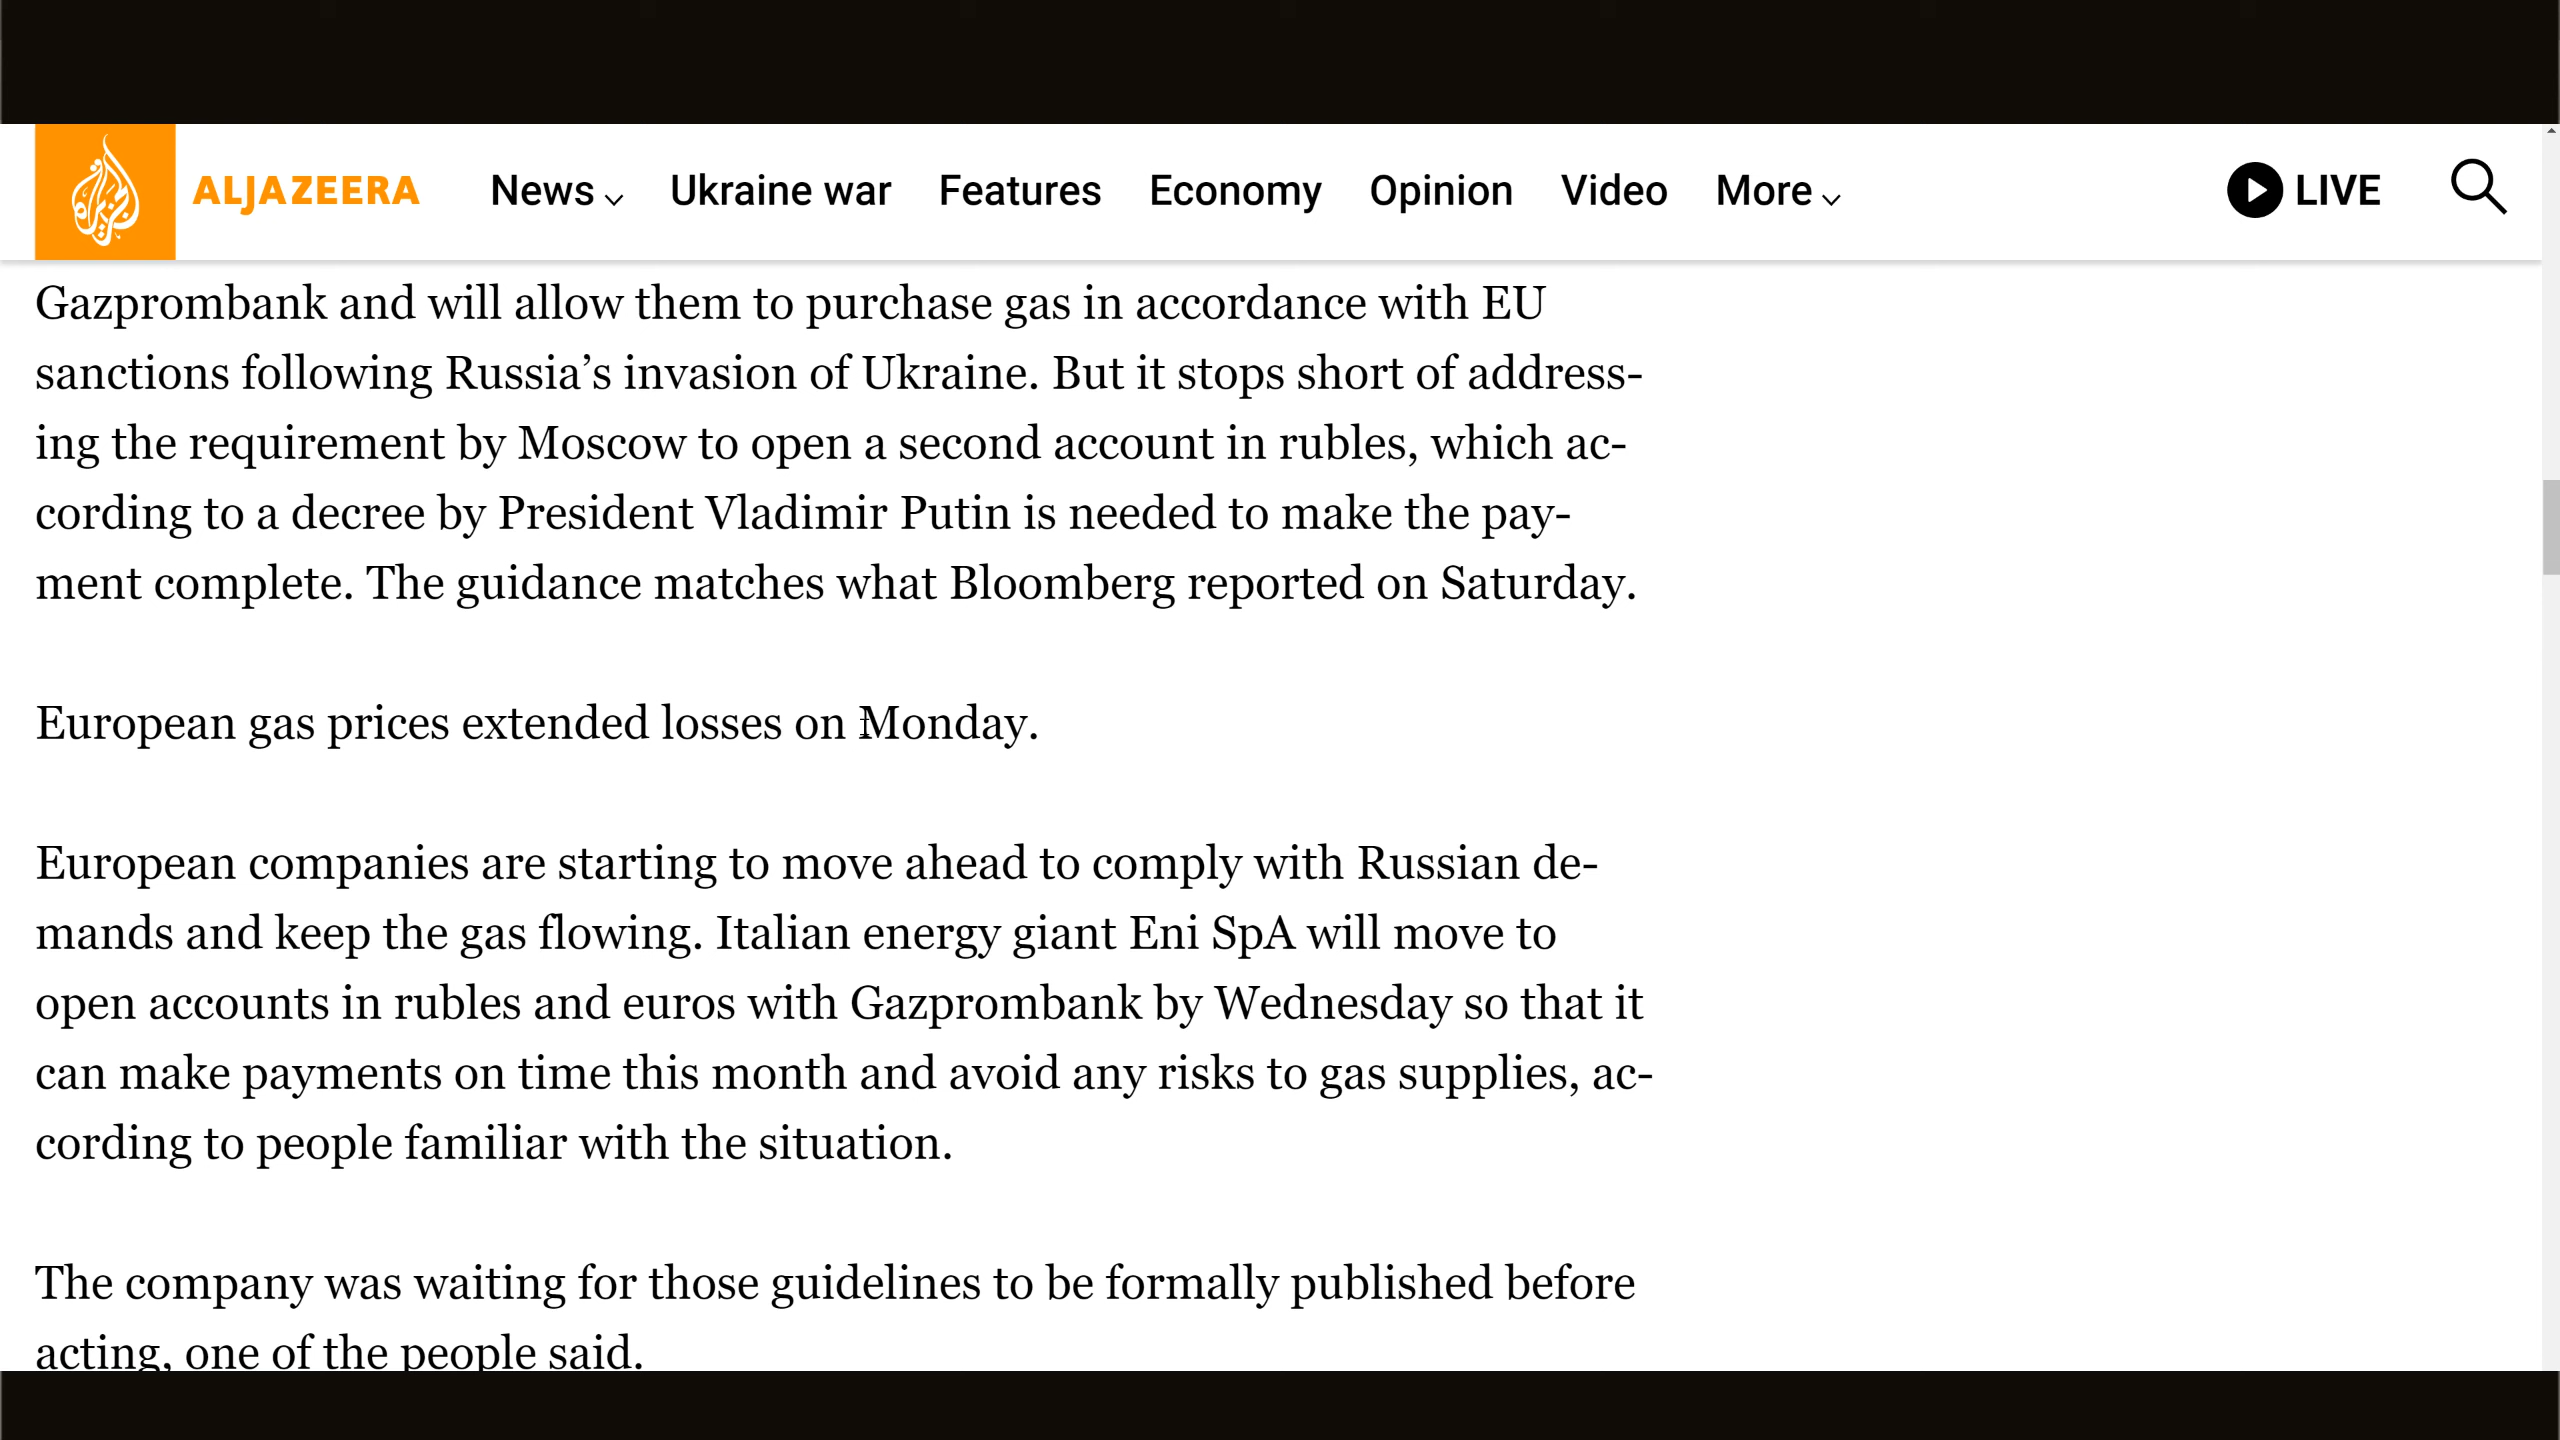 ALJAZEERA News Ukraine war Features Economy Opinion Video More LIVE
Gazprombank and will allow them to purchase gas in accordance with EU
sanctions following Russia’s invasion of Ukraine. But it stops short of address-
ing the requirement by Moscow to open a second account in rubles, which ac-
cording to a decree by President Vladimir Putin is needed to make the pay-
ment complete. The guidance matches what Bloomberg reported on Saturday.
European gas prices extended losses on Monday.
European companies are starting to move ahead to comply with Russian de-
mands and keep the gas flowing. Italian energy giant Eni SpA will move to
open accounts in rubles and euros with Gazprombank by Wednesday so that it
can make payments on time this month and avoid any risks to gas supplies, ac-
cording to people familiar with the situation.
The company was waiting for those guidelines to be formally published before
acting, one of the people said.